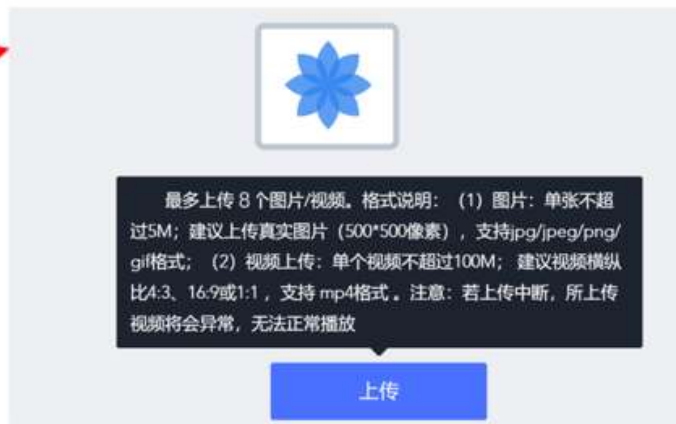 最多上传 8 个图片/视频。格式说明：（1）图片：单张不超
过5M；建议上传真实图片（500*500像素），支持jpg/jpeg/png/
gif格式；（2）视频上传：单个视频不超过100M； 建议视频横纵
比4:3、16:9或1:1 ，支持 mp4格式 。注意：若上传中断，所上传
视频将会异常，无法正常播放
上传